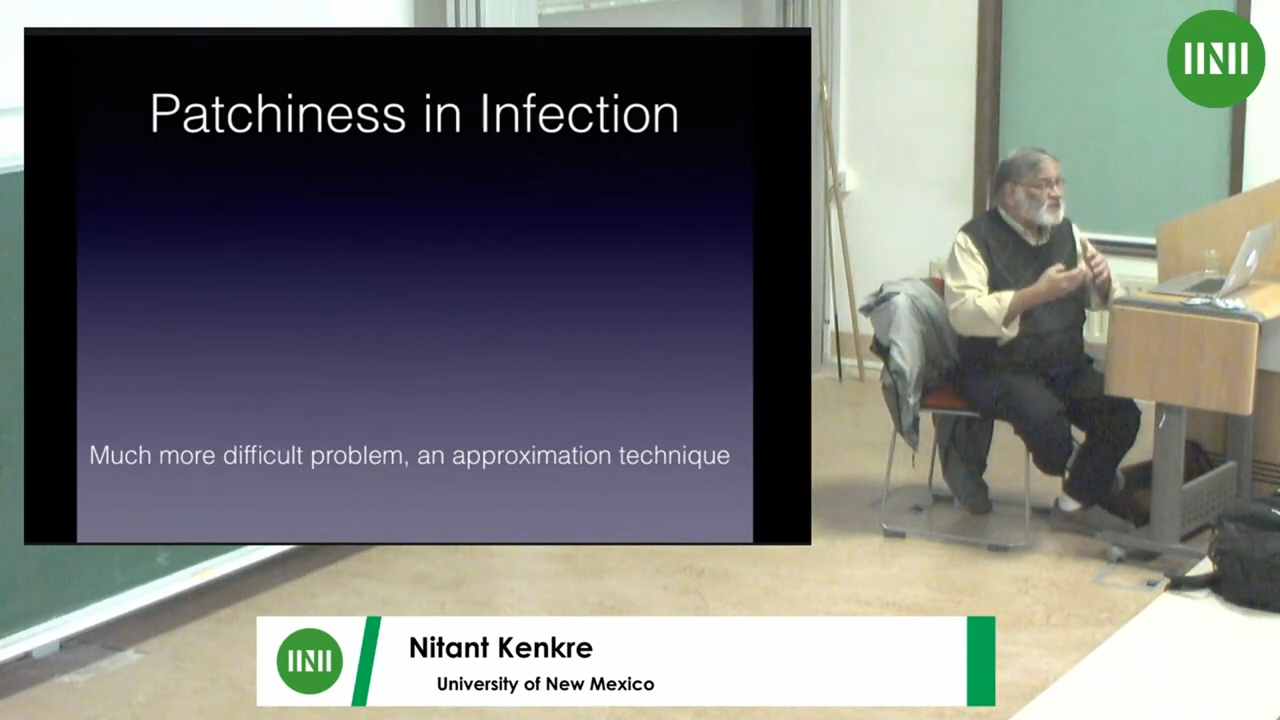 Patchiness in Infection
Much more difficult problem, an approximation technique
INI
INI
Nitant Kenkre
University of New Mexico